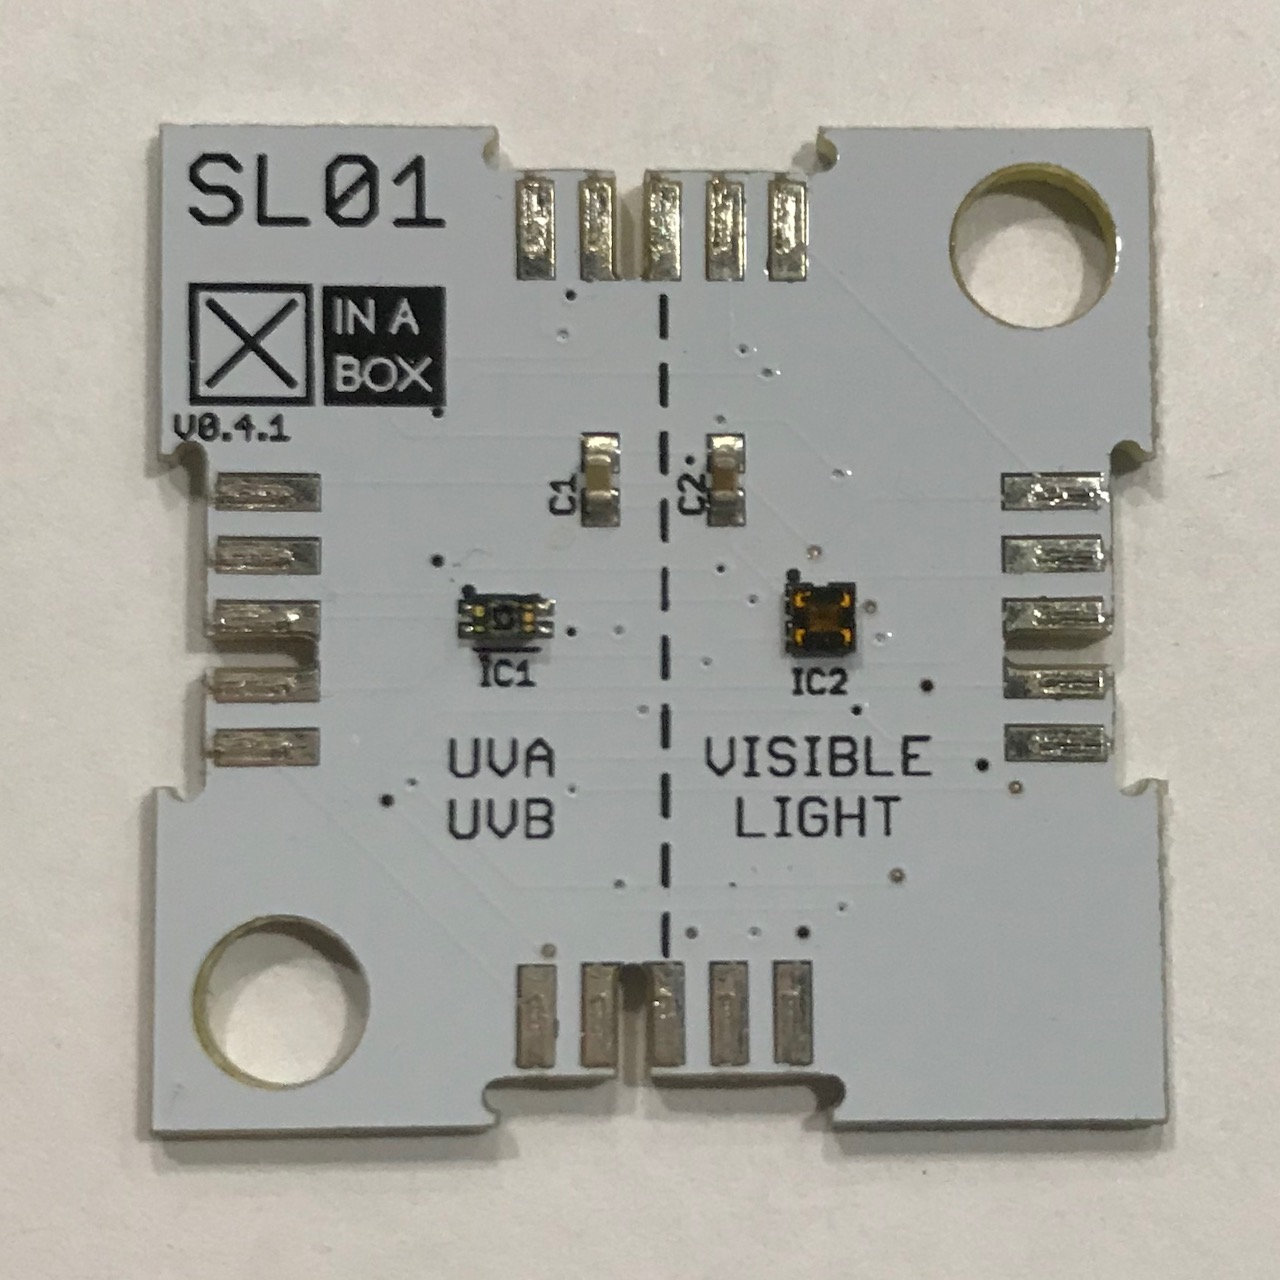 SL01
IN A
BOX
V0.4.1
C1
C2
IC1
IC2
UVA
UVB
VISIBLE
LIGHT